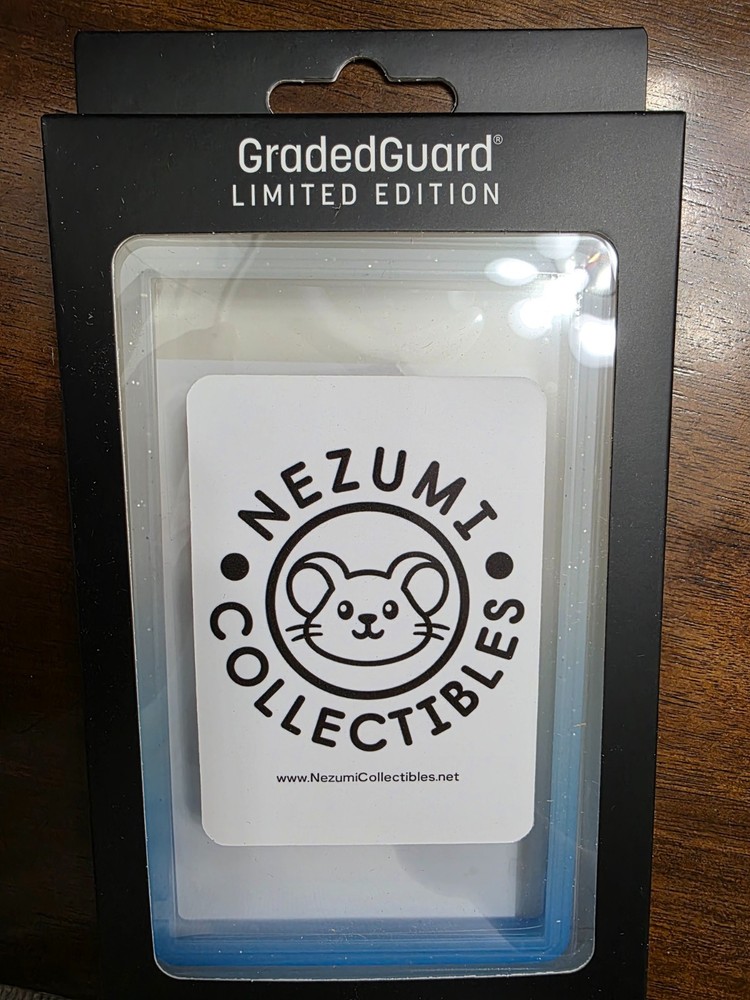 GradedGuard®
LIMITED EDITION
NEZUMI
COLLECTIBLES
www.NezumiCollectibles.net